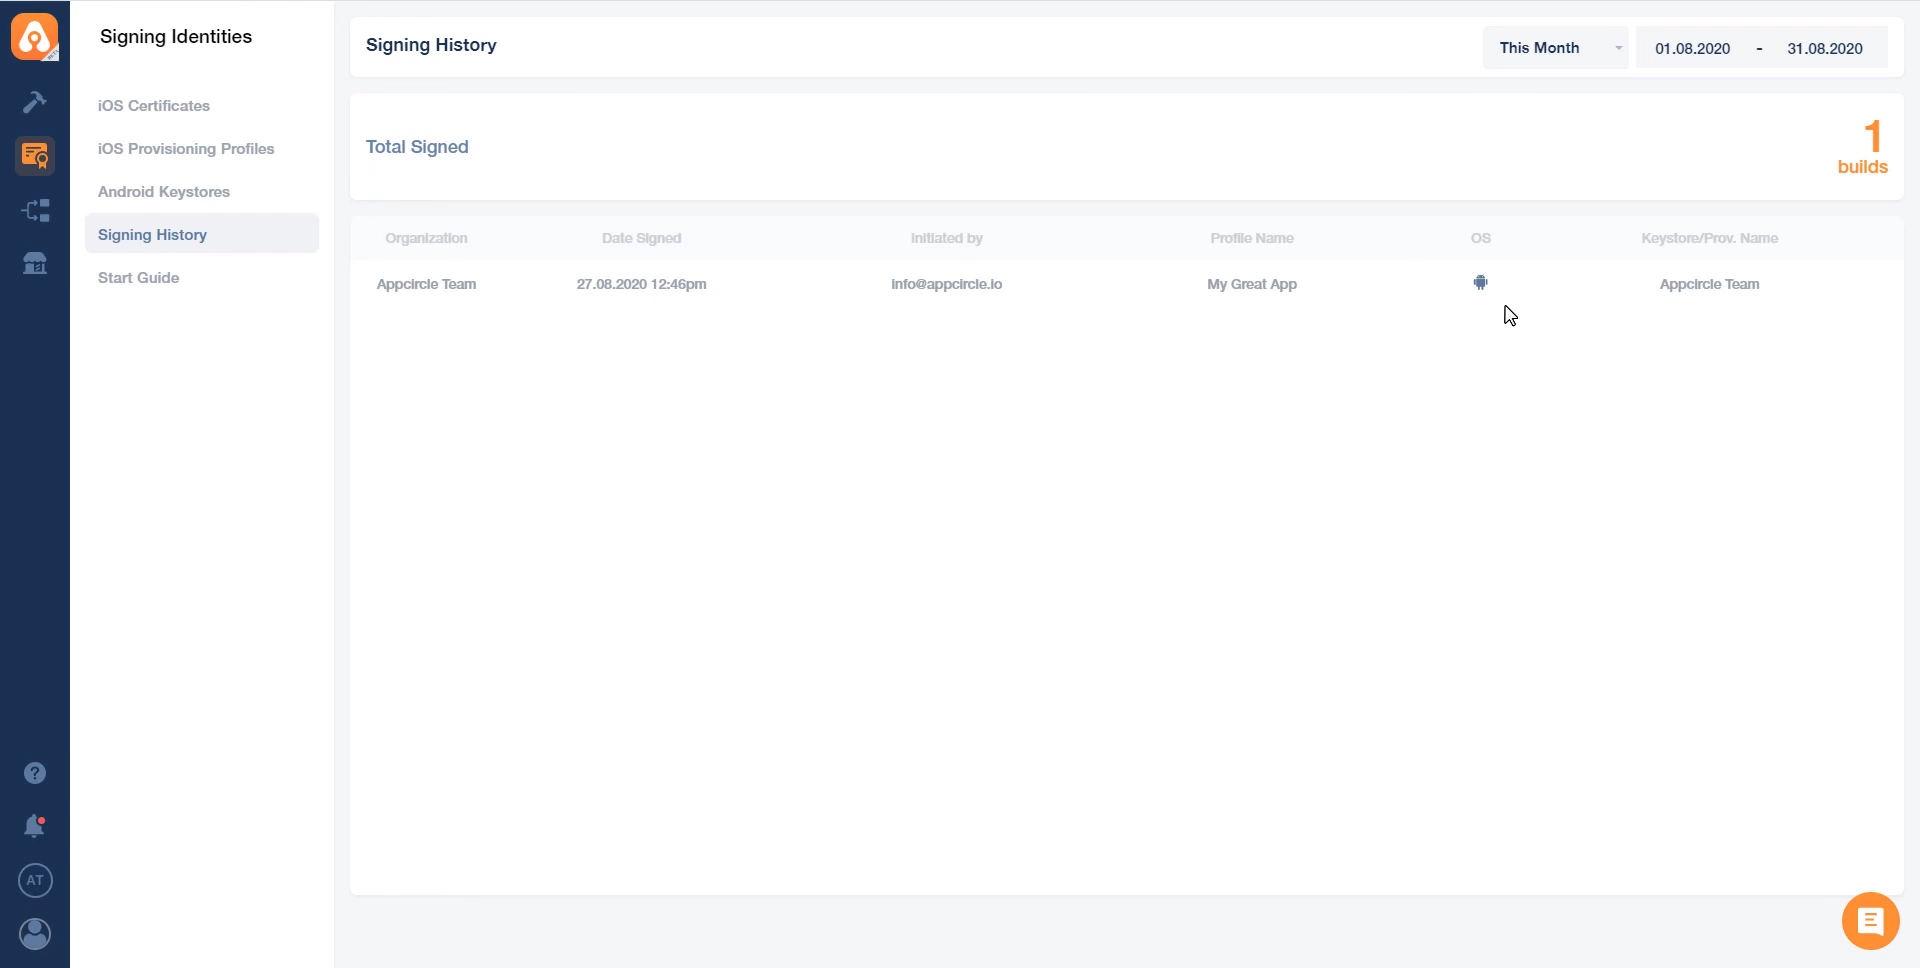 Signing Identities
iOS Certificates
iOS Provisioning Profiles
Android Keystores
Signing History
Start Guide
?
AT
Signing History
This Month
01.08.2020 - 31.08.2020
Total Signed
1
builds
Organization Date Signed Initiated by Profile Name OS Keystore/Prov. Name
Appcircle Team 27.08.2020 12:46pm info@appcircle.io My Great App Appcircle Team